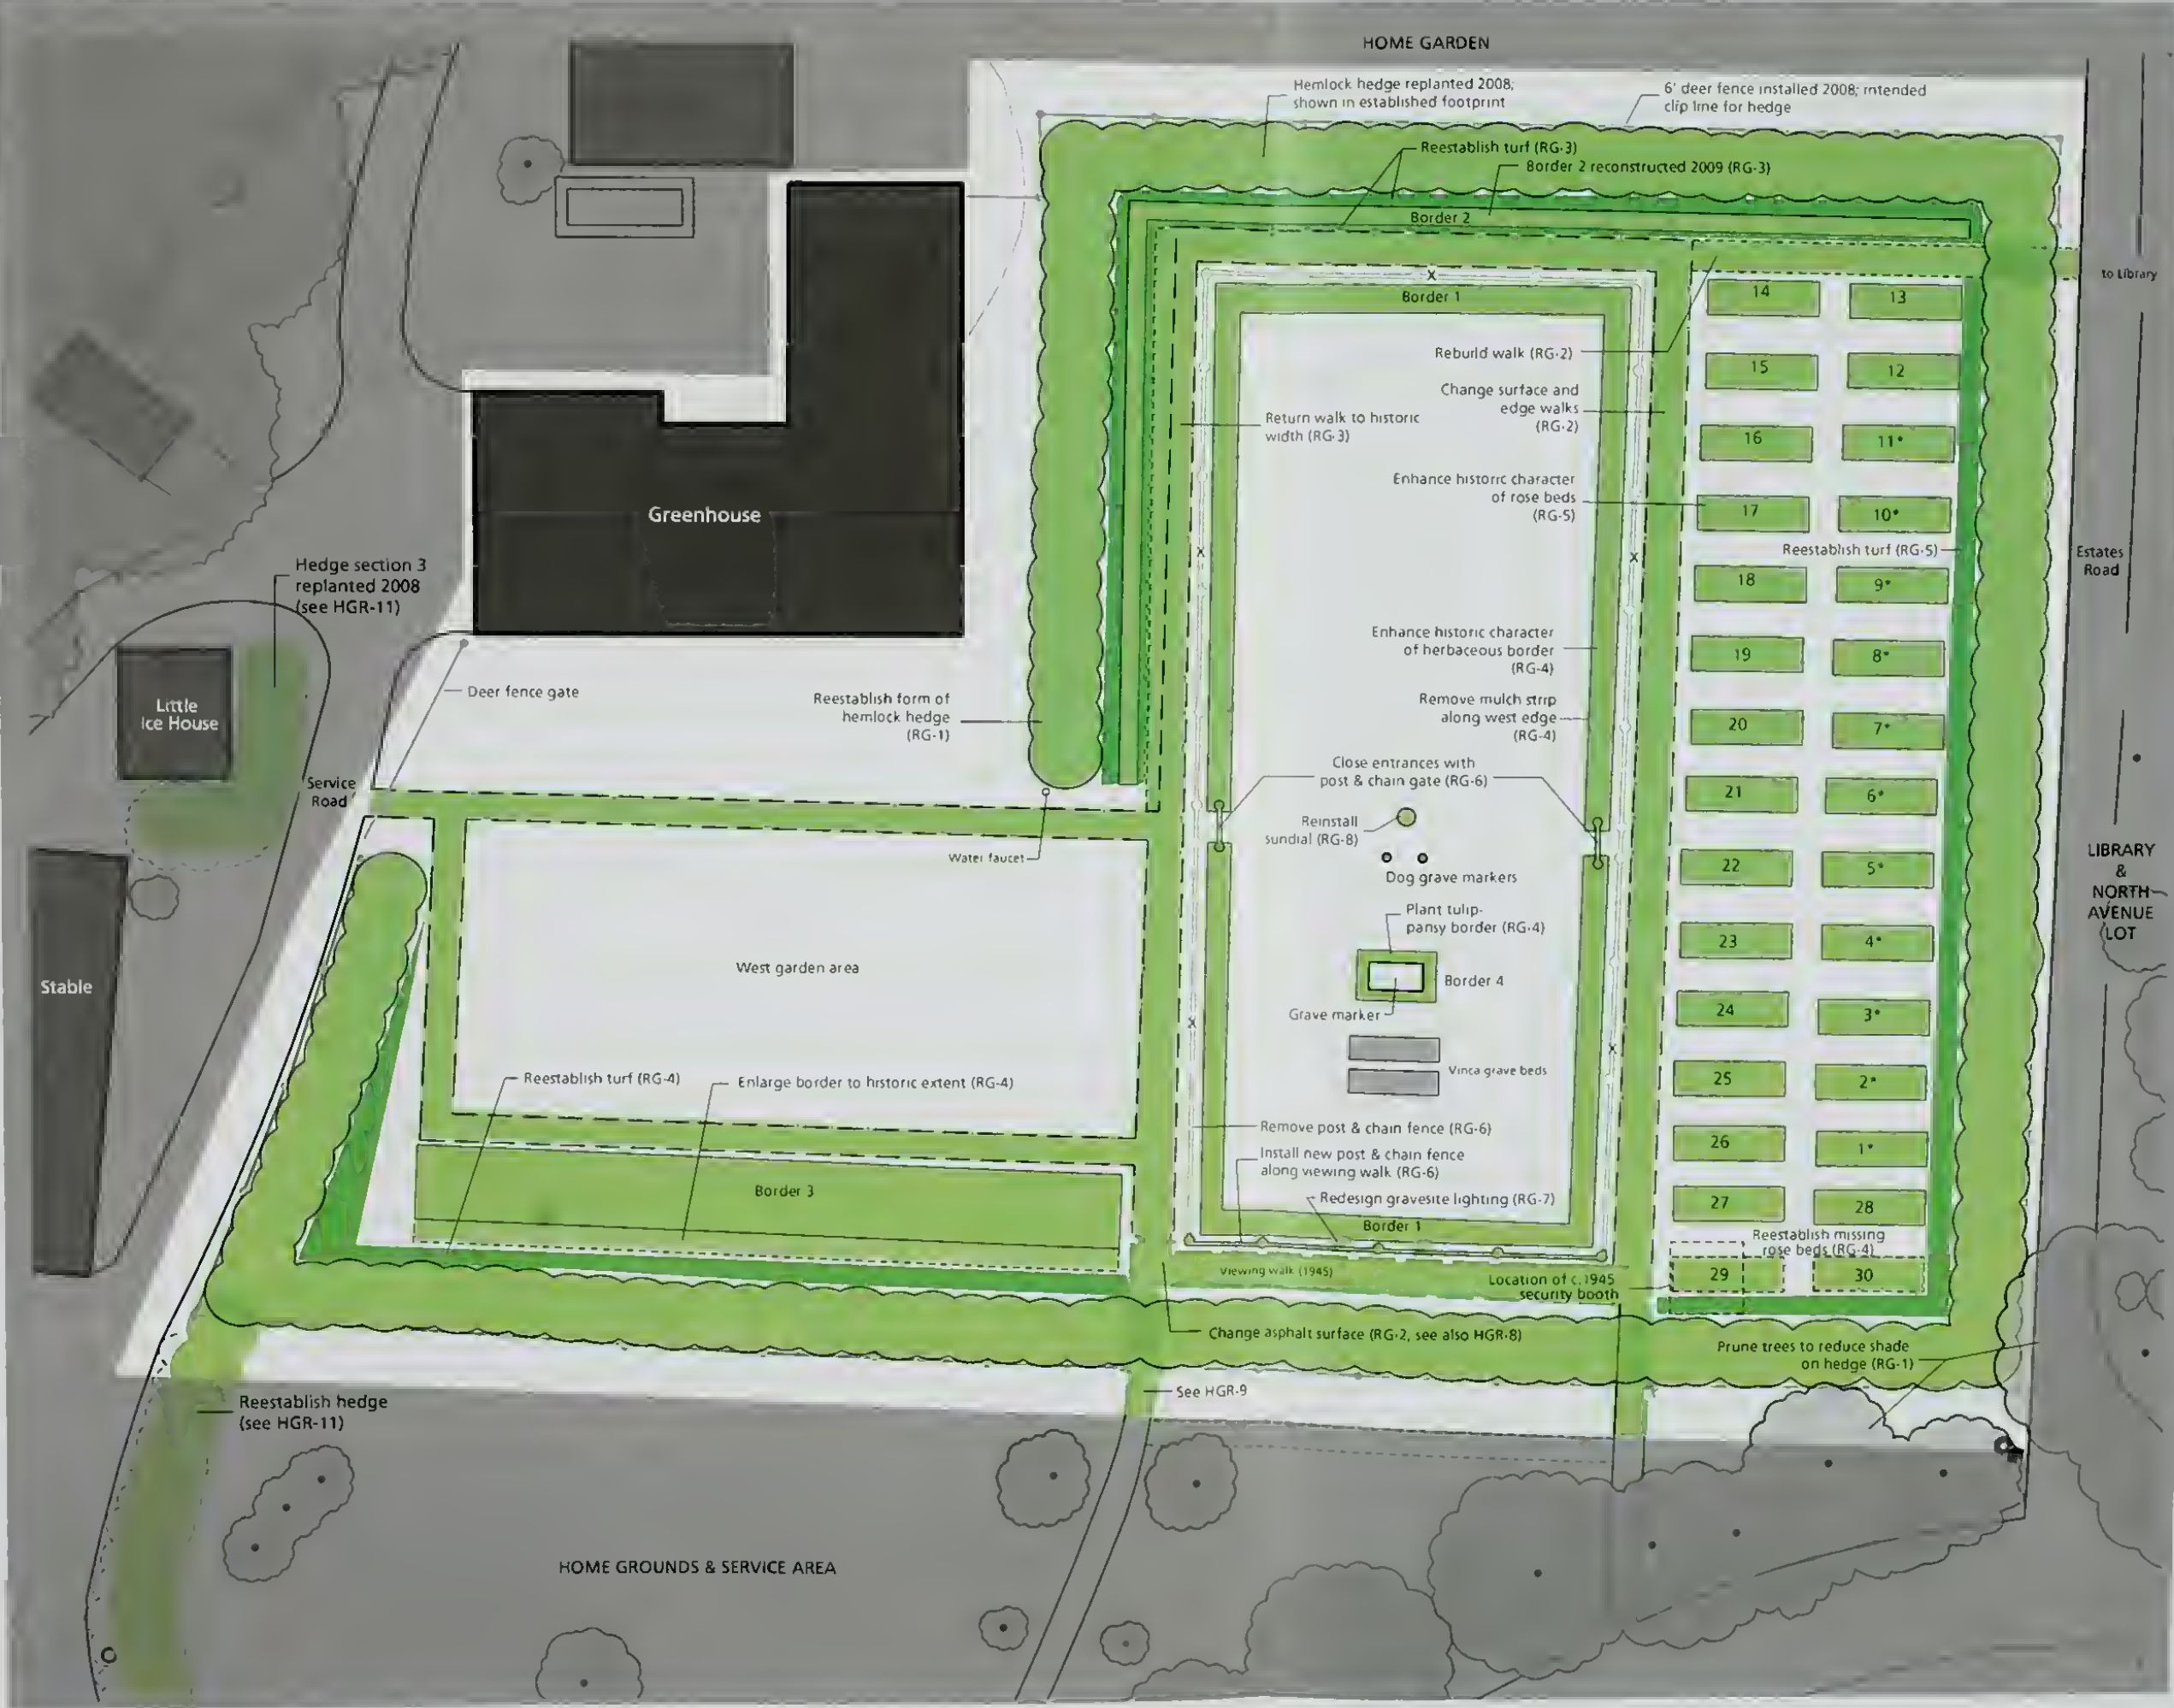 HOME GARDEN
Hemlock hedge replanted 2008;
shown in established footprint
6' deer fence installed 2008; intended
clip line for hedge
Reestablish turf (RG-3)
Border 2 reconstructed 2009 (RG-3)
Border 2
to Library
Border 1
14
13
Rebuild walk (RG-2)
15
12
Change surface and
edge walks
(RG-2)
Return walk to historic
width (RG-3)
16
11*
Enhance historic character
of rose beds
(RG-5)
17
10*
Greenhouse
Reestablish turf (RG-5)
Estates
Road
Hedge section 3
replanted 2008
(see HGR-11)
18
9*
Enhance historic character
of herbaceous border
(RG-4)
19
8*
Deer fence gate
Little
Ice House
Reestablish form of
hemlock hedge
(RG-1)
Remove mulch strip
along west edge
(RG-4)
20
7*
Close entrances with
post & chain gate (RG-6)
Service
Road
21
6*
Reinstall
sundial (RG-8)
Water faucet
Dog grave markers
22
5*
LIBRARY
&
NORTH
AVENUE
LOT
Plant tulip-
pansy border (RG-4)
23
4*
West garden area
Stable
Border 4
Grave marker
24
3*
Vinca grave beds
25
2*
Reestablish turf (RG-4)
Enlarge border to historic extent (RG-4)
Remove post & chain fence (RG-6)
26
1*
Install new post & chain fence
along viewing walk (RG-6)
Border 3
Redesign gravesite lighting (RG-7)
27
28
Border 1
Reestablish missing
rose beds (RG-4)
Viewing walk (1945)
Location of c.1945
security booth
29
30
Change asphalt surface (RG-2, see also HGR-8)
Prune trees to reduce shade
on hedge (RG-1)
See HGR-9
Reestablish hedge
(see HGR-11)
HOME GROUNDS & SERVICE AREA